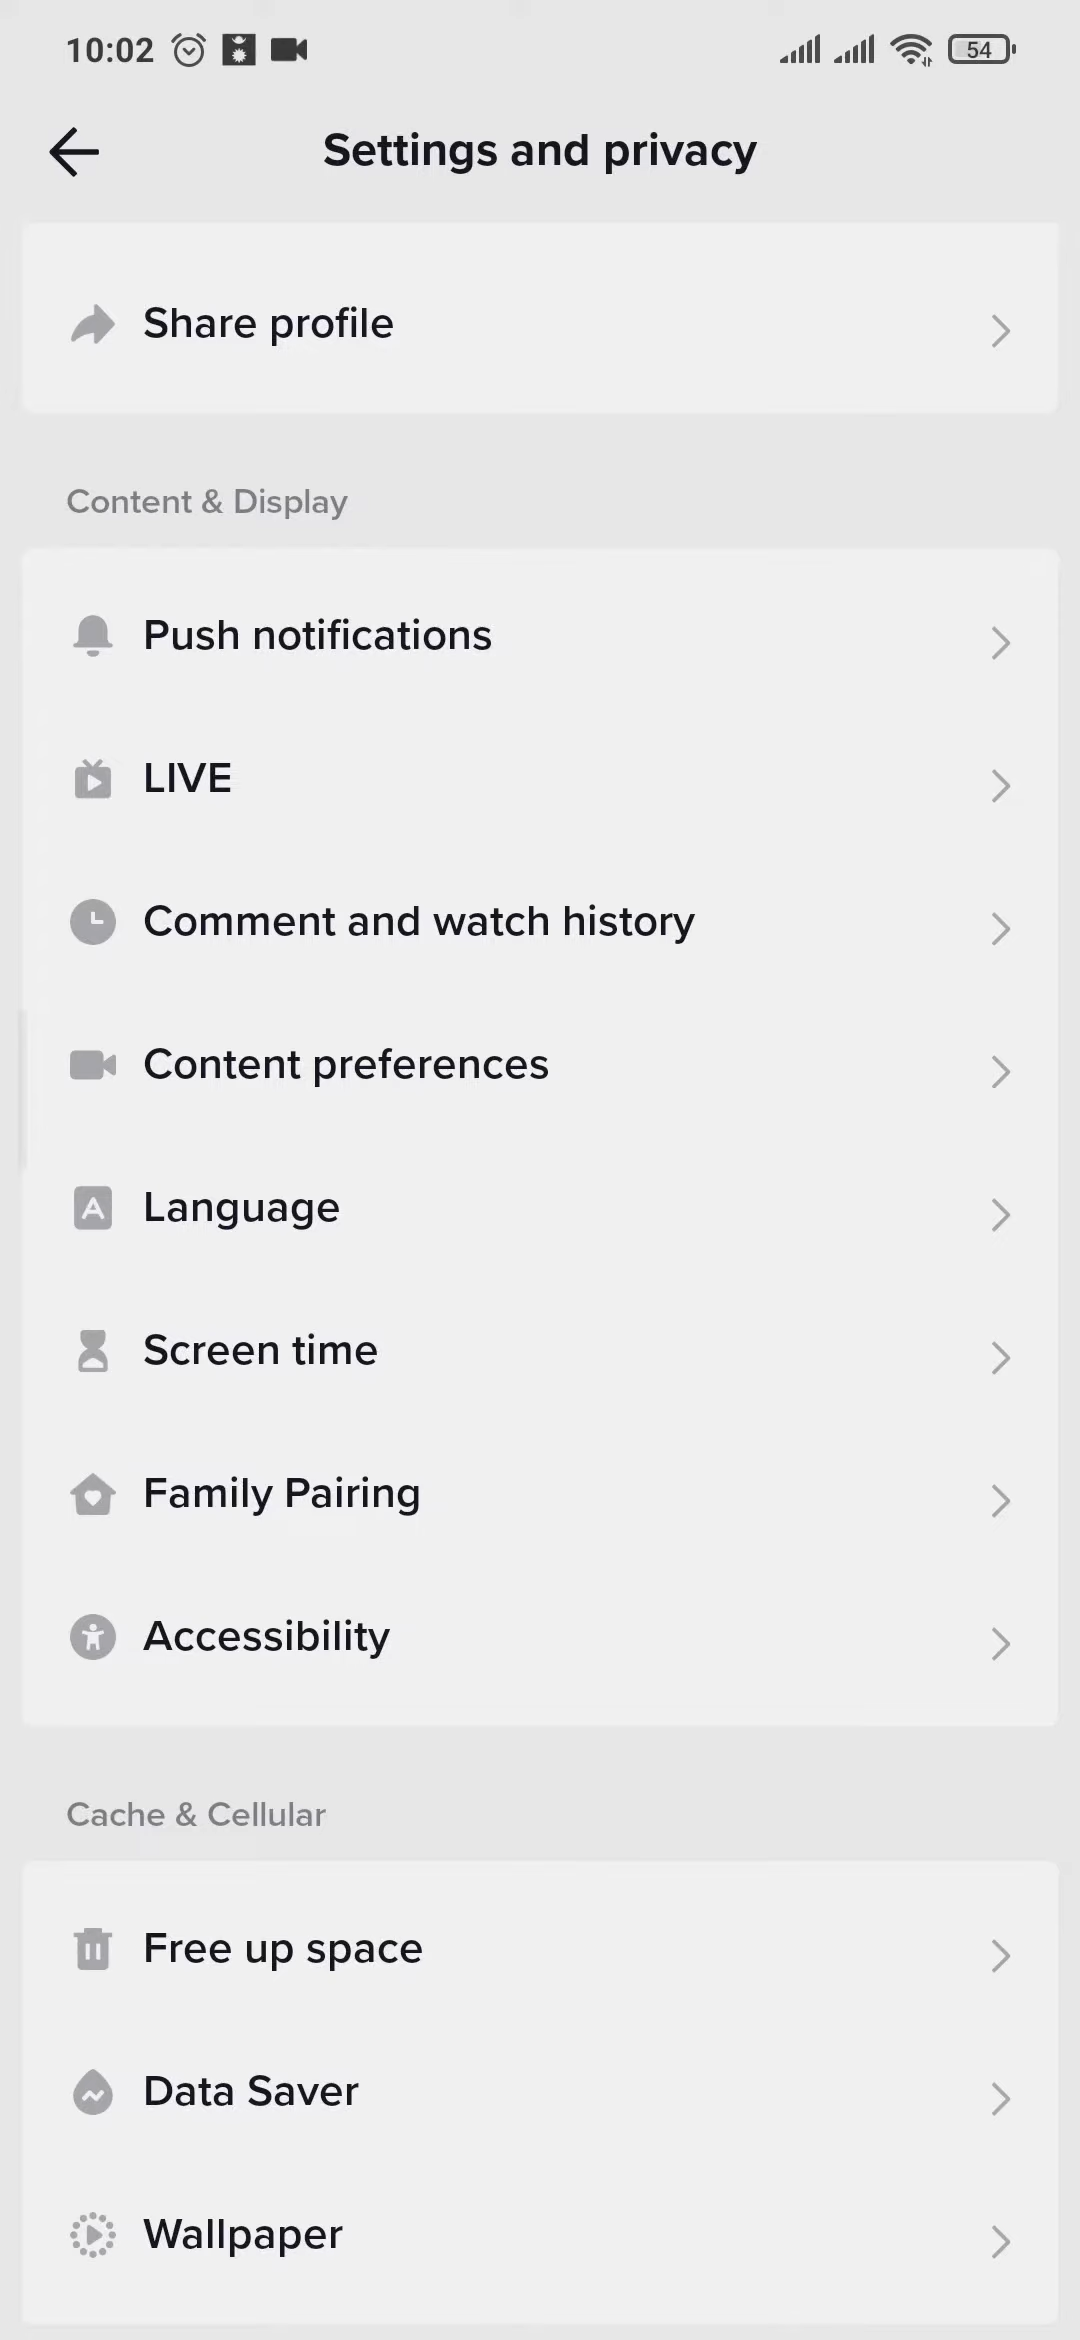 10:02
54
Settings and privacy
Share profile
Content & Display
Push notifications
LIVE
Comment and watch history
Content preferences
Language
Screen time
Family Pairing
Accessibility
Cache & Cellular
Free up space
Data Saver
Wallpaper